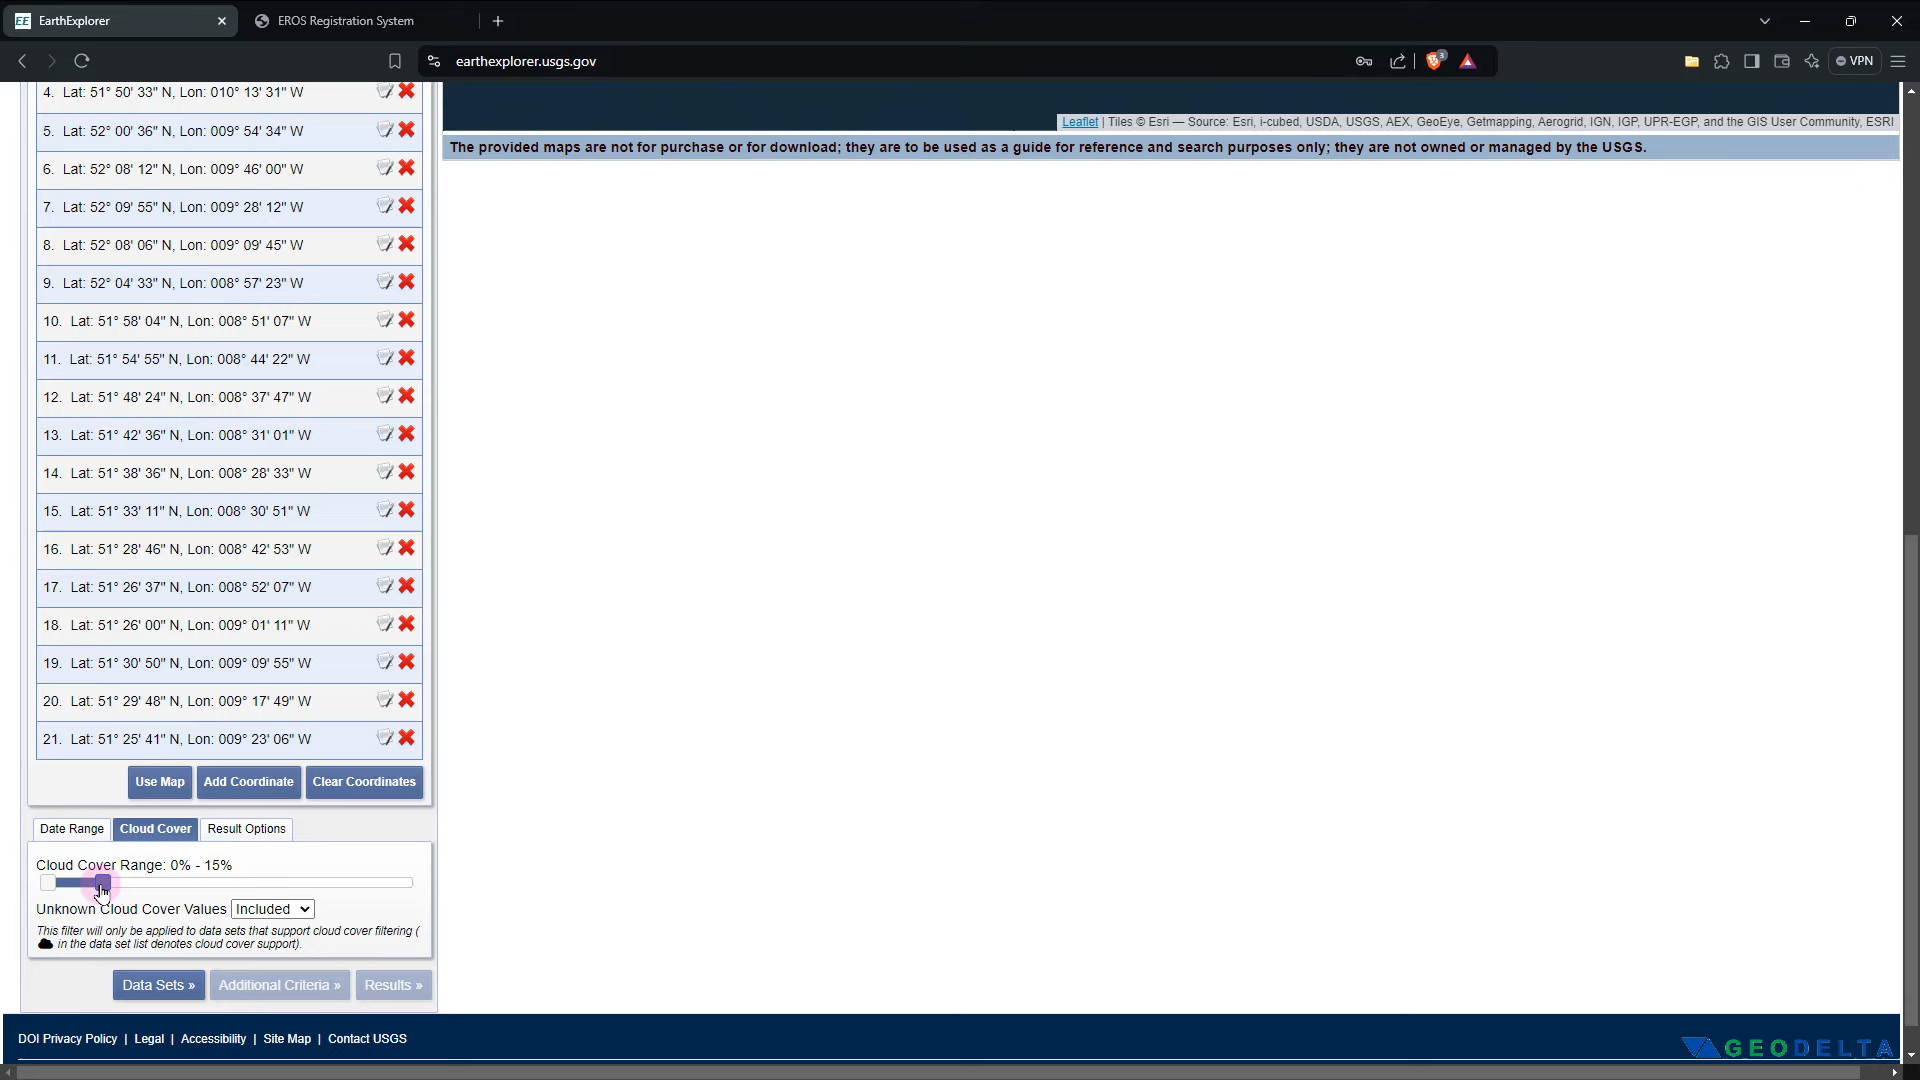 EE EarthExplorer
EROS Registration System
earthexplorer.usgs.gov
3
VPN
4. Lat: 51° 50' 33" N, Lon: 010° 13' 31" W
5. Lat: 52° 00' 36" N, Lon: 009° 54' 34" W
6. Lat: 52° 08' 12" N, Lon: 009° 46' 00" W
7. Lat: 52° 09' 55" N, Lon: 009° 28' 12" W
8. Lat: 52° 08' 06" N, Lon: 009° 09' 45" W
9. Lat: 52° 04' 33" N, Lon: 008° 57' 23" W
10. Lat: 51° 58' 04" N, Lon: 008° 51' 07" W
11. Lat: 51° 54' 55" N, Lon: 008° 44' 22" W
12. Lat: 51° 48' 24" N, Lon: 008° 37' 47" W
13. Lat: 51° 42' 36" N, Lon: 008° 31' 01" W
14. Lat: 51° 38' 36" N, Lon: 008° 28' 33" W
15. Lat: 51° 33' 11" N, Lon: 008° 30' 51" W
16. Lat: 51° 28' 46" N, Lon: 008° 42' 53" W
17. Lat: 51° 26' 37" N, Lon: 008° 52' 07" W
18. Lat: 51° 26' 00" N, Lon: 009° 01' 11" W
19. Lat: 51° 30' 50" N, Lon: 009° 09' 55" W
20. Lat: 51° 29' 48" N, Lon: 009° 17' 49" W
21. Lat: 51° 25' 41" N, Lon: 009° 23' 06" W
Use Map Add Coordinate Clear Coordinates
Date Range Cloud Cover Result Options
Cloud Cover Range: 0% - 15%
Unknown Cloud Cover Values Included
This filter will only be applied to data sets that support cloud cover filtering (
in the data set list denotes cloud cover support).
Data Sets » Additional Criteria » Results »
Leaflet | Tiles © Esri — Source: Esri, i-cubed, USDA, USGS, AEX, GeoEye, Getmapping, Aerogrid, IGN, IGP, UPR-EGP, and the GIS User Community, ESRI
The provided maps are not for purchase or for download; they are to be used as a guide for reference and search purposes only; they are not owned or managed by the USGS.
DOI Privacy Policy | Legal | Accessibility | Site Map | Contact USGS
GEODELTA